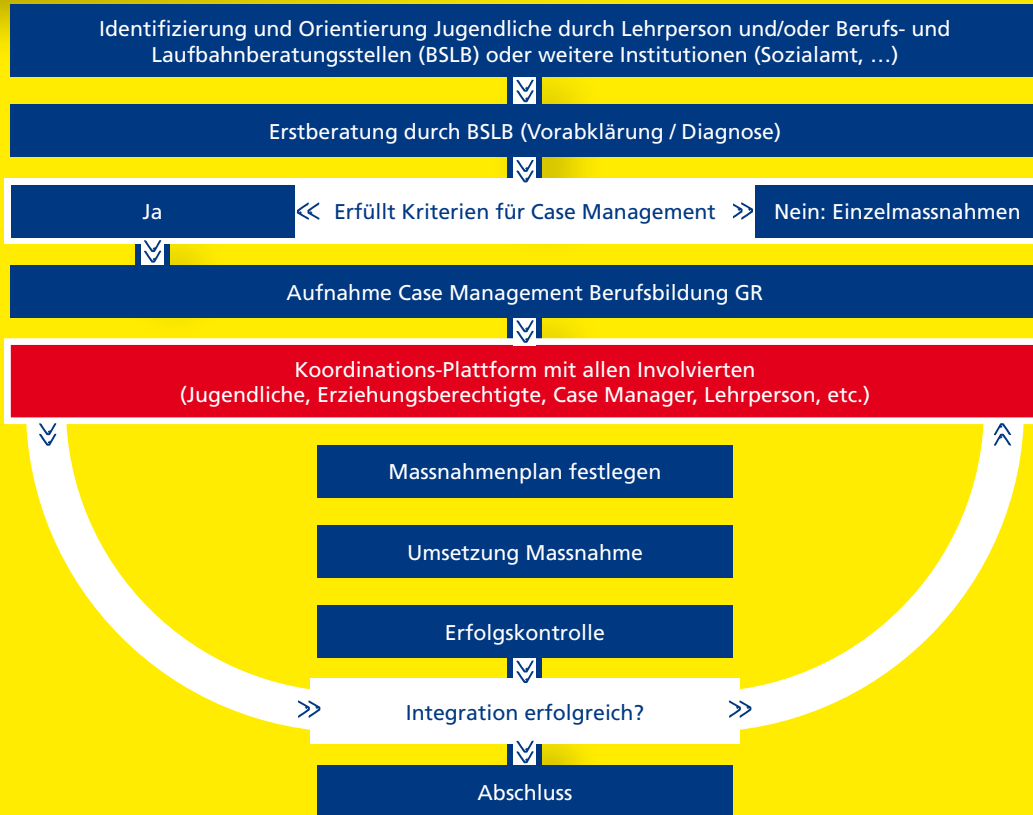 Identifizierung und Orientierung Jugendliche durch Lehrperson und/oder Berufs- und
Laufbahnberatungsstellen (BSLB) oder weitere Institutionen (Sozialamt, …)
Erstberatung durch BSLB (Vorabklärung / Diagnose)
Ja
Erfüllt Kriterien für Case Management
Nein: Einzelmassnahmen
Aufnahme Case Management Berufsbildung GR
Koordinations-Plattform mit allen Involvierten
(Jugendliche, Erziehungsberechtigte, Case Manager, Lehrperson, etc.)
Massnahmenplan festlegen
Umsetzung Massnahme
Erfolgskontrolle
Integration erfolgreich?
Abschluss